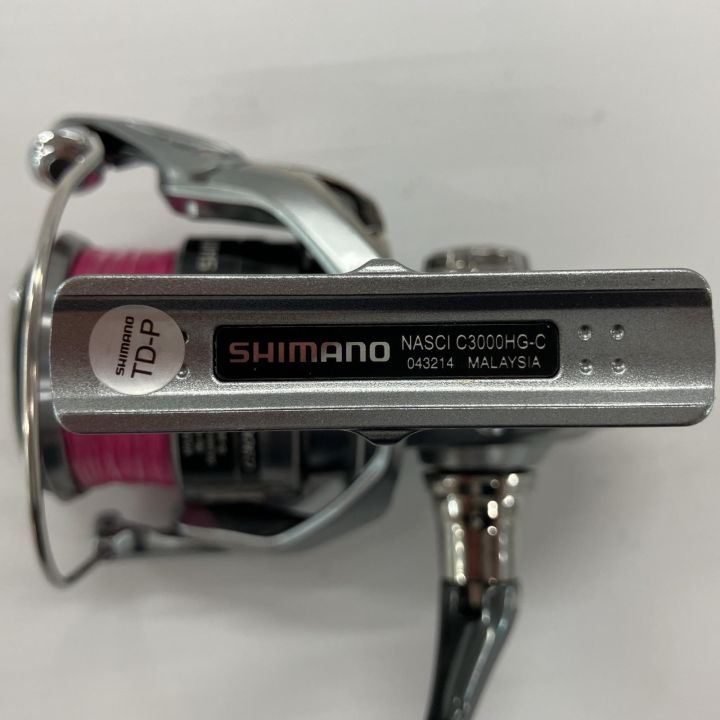 SHIMANO
TD-P
SHIMANO
NASCI C3000HG-C
043214 MALAYSIA